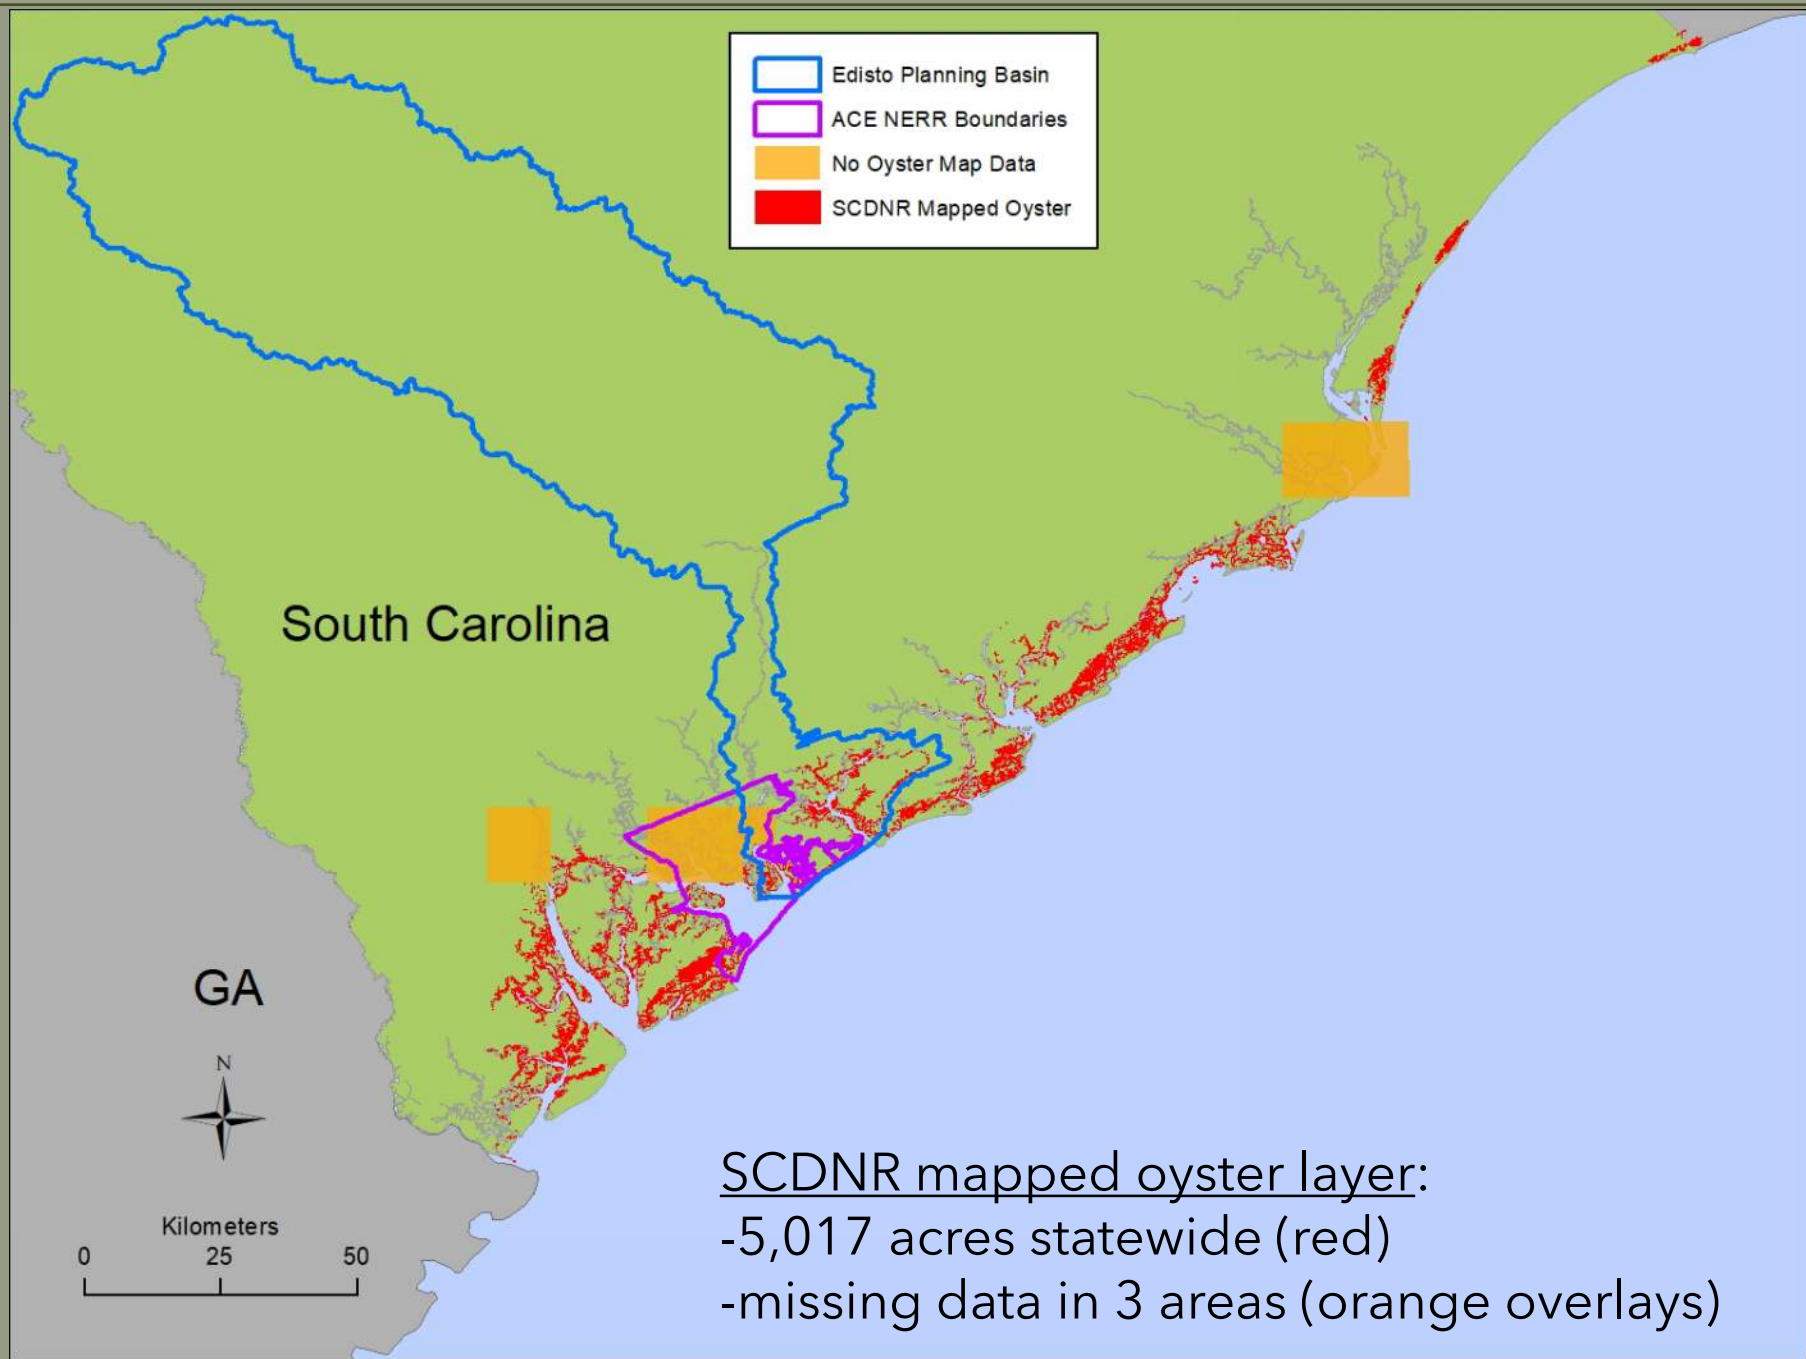 Edisto Planning Basin
ACE NERR Boundaries
No Oyster Map Data
SCDNR Mapped Oyster
South Carolina
GA
N
Kilometers
0 25 50
SCDNR mapped oyster layer:
-5,017 acres statewide (red)
-missing data in 3 areas (orange overlays)